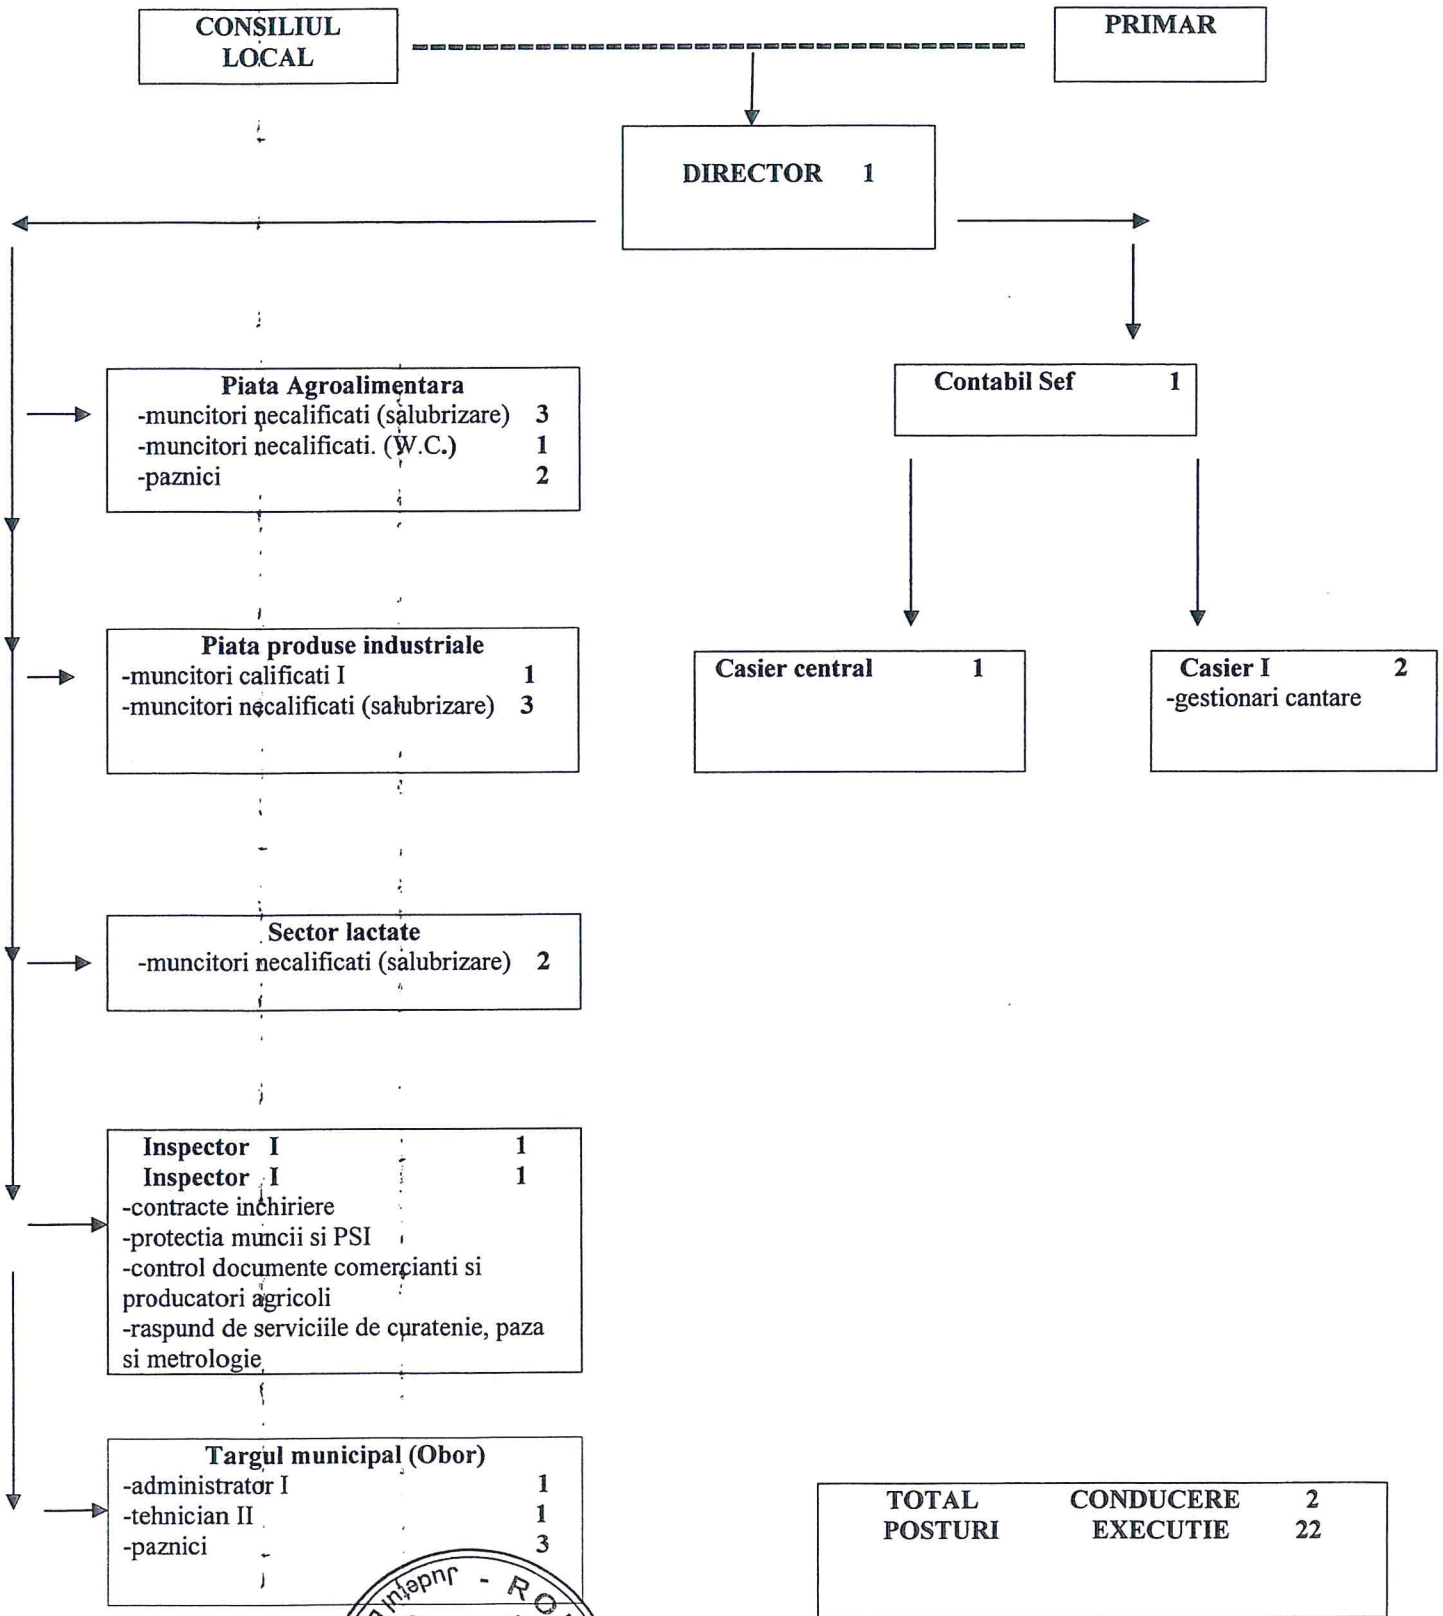 CONSILIUL
LOCAL
PRIMAR
DIRECTOR 1
Piata Agroalimentara
-muncitori necalificati (salubrizare) 3
-muncitori necalificati. (W.C.) 1
-paznici 2
Contabil Sef 1
Piata produse industriale
-muncitori calificati I 1
-muncitori necalificati (salubrizare) 3
Casier central 1
Casier I 2
-gestionari cantare
Sector lactate
-muncitori necalificati (salubrizare) 2
Inspector I 1
Inspector I 1
-contracte inchiriere
-protectia muncii si PSI
-control documente comercianti si
producatori agricoli
-raspund de serviciile de curatenie, paza
si metrologie
Targul municipal (Obor)
-administrator I 1
-tehnician II 1
-paznici 3
TOTAL CONDUCERE 2
POSTURI EXECUTIE 22